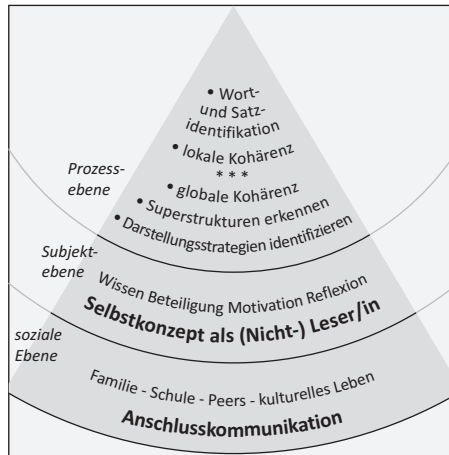 • Wort-
und Satz-
identifikation
• lokale Kohärenz
* * *
• globale Kohärenz
• Superstrukturen erkennen
• Darstellungsstrategien identifizieren
Prozess-
ebene
Subjekt-
ebene
Wissen Beteiligung Motivation Reflexion
Selbstkonzept als (Nicht-) Leser/in
soziale
Ebene
Familie - Schule - Peers - kulturelles Leben
Anschlusskommunikation